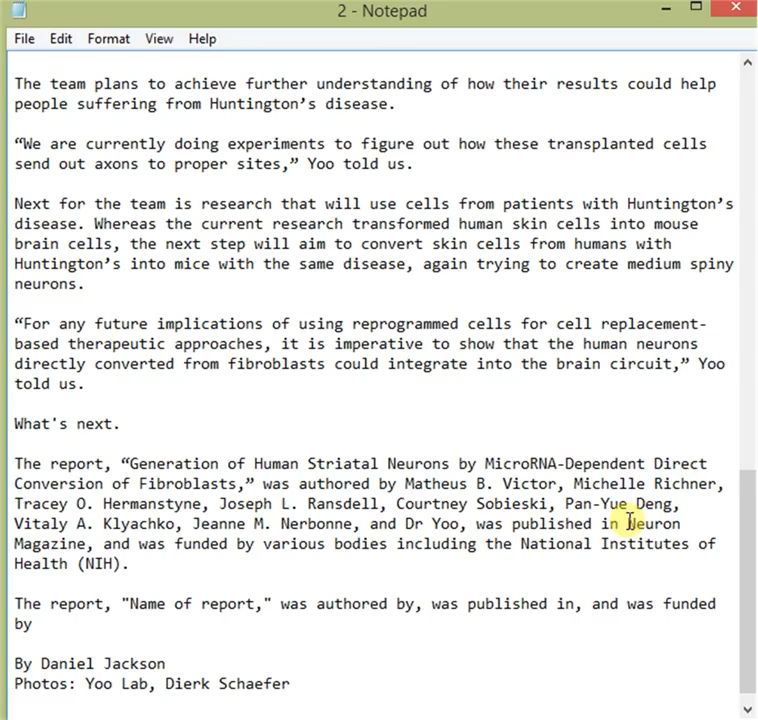 2 - Notepad
File Edit Format View Help
The team plans to achieve further understanding of how their results could help
people suffering from Huntington’s disease.
“We are currently doing experiments to figure out how these transplanted cells
send out axons to proper sites,” Yoo told us.
Next for the team is research that will use cells from patients with Huntington’s
disease. Whereas the current research transformed human skin cells into mouse
brain cells, the next step will aim to convert skin cells from humans with
Huntington’s into mice with the same disease, again trying to create medium spiny
neurons.
“For any future implications of using reprogrammed cells for cell replacement-
based therapeutic approaches, it is imperative to show that the human neurons
directly converted from fibroblasts could integrate into the brain circuit,” Yoo
told us.
What's next.
The report, “Generation of Human Striatal Neurons by MicroRNA-Dependent Direct
Conversion of Fibroblasts,” was authored by Matheus B. Victor, Michelle Richner,
Tracey O. Hermanstyne, Joseph L. Ransdell, Courtney Sobieski, Pan-Yue Deng,
Vitaly A. Klyachko, Jeanne M. Nerbonne, and Dr Yoo, was published in Neuron
Magazine, and was funded by various bodies including the National Institutes of
Health (NIH).
The report, "Name of report," was authored by, was published in, and was funded
by
By Daniel Jackson
Photos: Yoo Lab, Dierk Schaefer